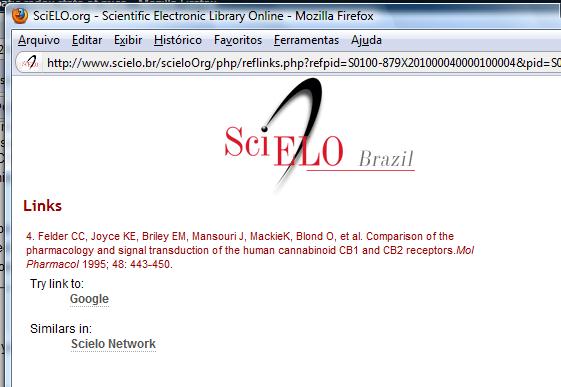 SciELO.org - Scientific Electronic Library Online - Mozilla Firefox
Arquivo Editar Exibir Histórico Favoritos Ferramentas Ajuda
http://www.scielo.br/scieloOrg/php/reflinks.php?refpid=S0100-879X201000040000100004&pid=S0
SciELO Brazil
Links
4. Felder CC, Joyce KE, Briley EM, Mansouri J, MackieK, Blond O, et al. Comparison of the
pharmacology and signal transduction of the human cannabinoid CB1 and CB2 receptors.Mol
Pharmacol 1995; 48: 443-450.
Try link to:
Google
Similars in:
Scielo Network